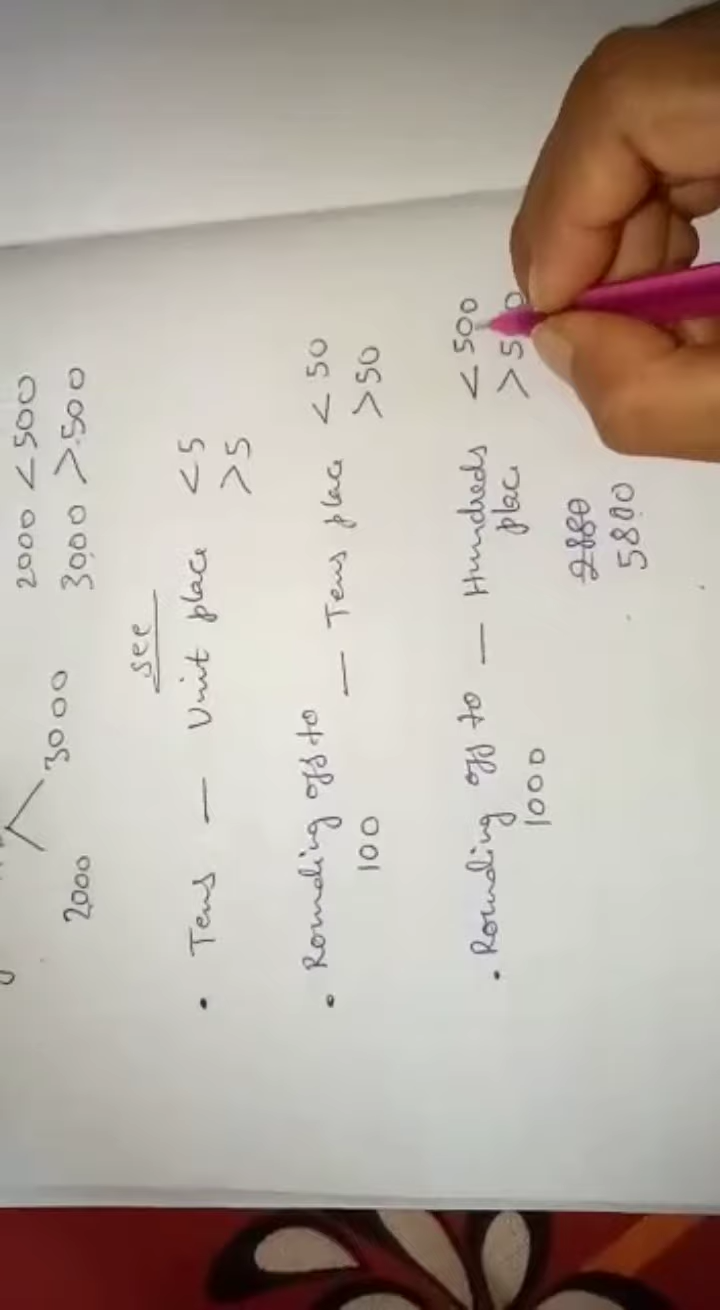 2000 3000
2000 < 500
3000 > 500
see
• Tens — Unit place < 5
> 5
• Rounding off to — Tens place < 50
100 > 50
• Rounding off to — Hundreds < 500
1000 place
5800